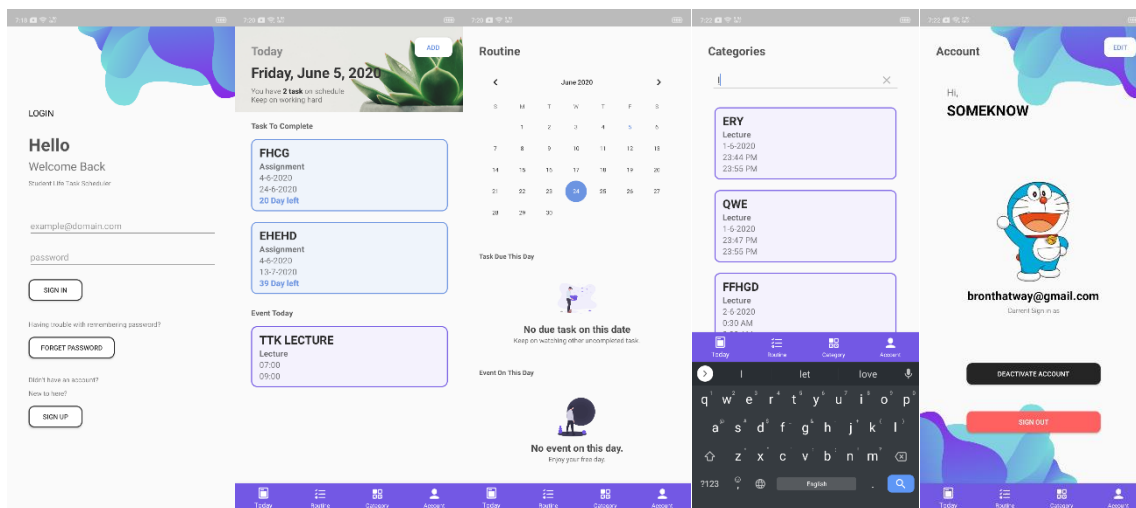 7:19
LOGIN
Hello
Welcome Back
Student Life Task Scheduler
example@domain.com
password
SIGN IN
Having trouble with remembering password?
FORGET PASSWORD
Didn't have an account?
New to here?
SIGN UP
7:20
Today
ADD
Friday, June 5, 2020
You have 2 task on schedule
Keep on working hard
Task To Complete
FHCG
Assignment
4-6-2020
24-6-2020
20 Day left
EHEHD
Assignment
4-6-2020
13-7-2020
39 Day left
Event Today
TTK LECTURE
Lecture
07:00
09:00
Today Routine Category Account
7:20
Routine
June 2020
S M T W T F S
1 2 3 4 5 6
7 8 9 10 11 12 13
14 15 16 17 18 19 20
21 22 23 24 25 26 27
28 29 30
Task Due This Day
No due task on this date
Keep on watching other uncompleted task.
Event On This Day
No event on this day.
Enjoy your free day.
Today Routine Category Account
7:22
Categories
ERY
Lecture
1-6-2020
23:44 PM
23:55 PM
QWE
Lecture
1-6-2020
23:47 PM
23:55 PM
FFHGD
Lecture
2-6-2020
0:30 AM
Today Routine Category Account
I let love
q w e r t y u i o p
a s d f g h j k l
z x c v b n m
?123 , English .
7:22
Account
EDIT
Hi,
SOMEKNOW
bronthatway@gmail.com
Current Sign in as
DEACTIVATE ACCOUNT
SIGN OUT
Today Routine Category Account